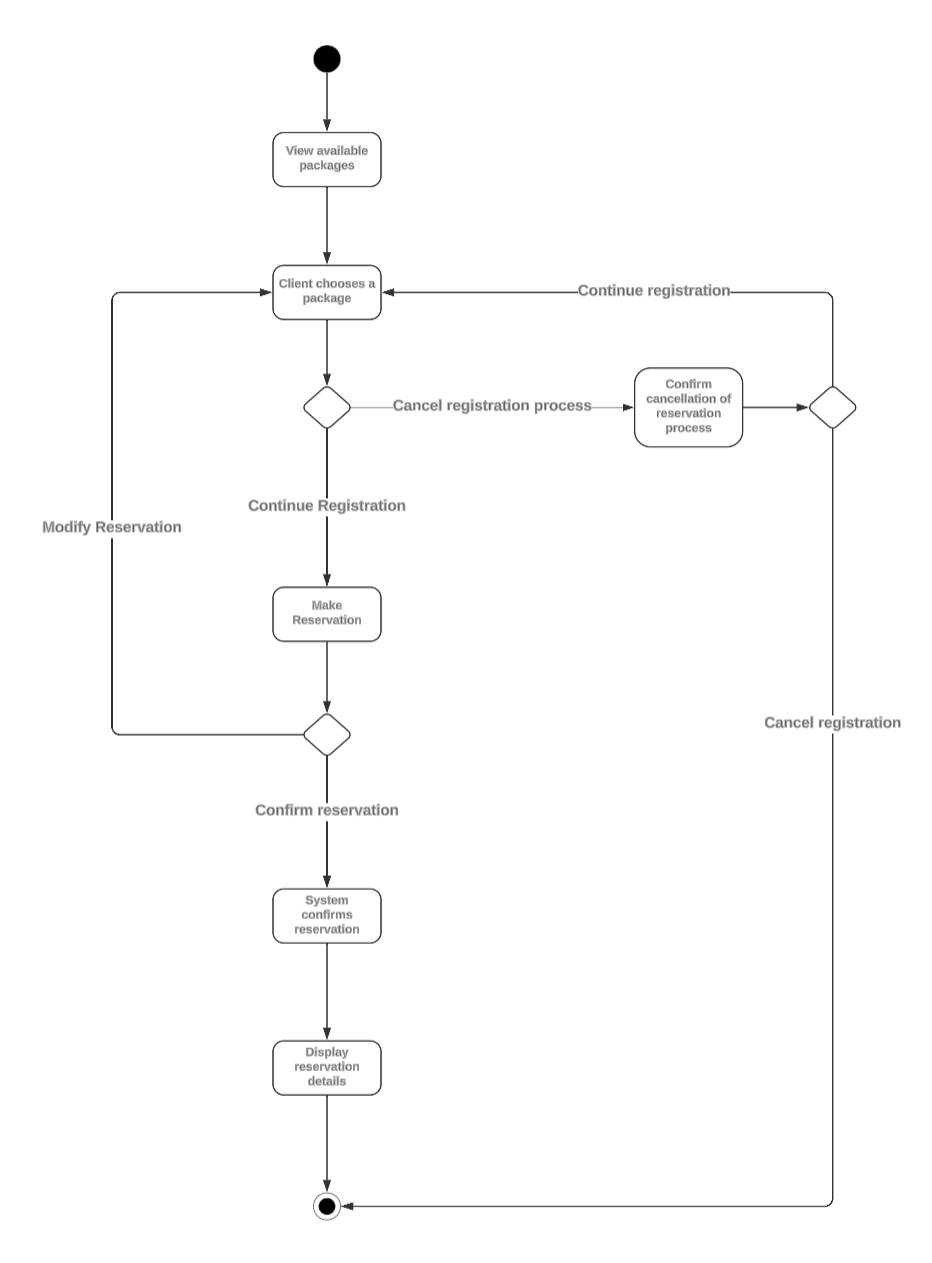 View available
packages
Client chooses a
package
Continue registration
Cancel registration process
Confirm
cancellation of
reservation
process
Continue Registration
Modify Reservation
Make
Reservation
Cancel registration
Confirm reservation
System
confirms
reservation
Display
reservation
details